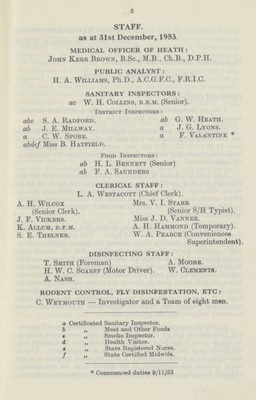 5
STAFF.
as at 31st December, 1953.
MEDICAL OFFICER OF HEATH :
JOHN KERR BROWN, B.Sc., M.B., Ch.B., D.P.H.
PUBLIC ANALYST :
H. A. WILLIAMS, Ph.D., A.C.G.F.C., F.R.I.C.
SANITARY INSPECTORS :
ac W. H. COLLINS, B.E.M. (Senior).
DISTRICT INSPECTORS :
abe S. A. RADFORD. ab G. W. HEATH.
ab J. E. MILLWAY. a J. G. LYONS.
a C. W. SPORE. a F. VALENTINE *
abdef Miss B. HATFIELD.
FOOD INSPECTORS :
ab H. L. BENNETT (Senior)
ab F. A. SAUNDERS
CLERICAL STAFF :
L. A. WESTACOTT (Chief Clerk).
A. H. WILCOX Mrs. V. I. STARR
(Senior Clerk). (Senior S/H Typist).
J. F. VICKERS. Miss J. D. VANNER.
K. ALLUM, D.F.M. A. H. HAMMOND (Temporary).
S. E. THELNER. W. A. PEARCE (Conveniences
Superintendent).
DISINFECTING STAFF :
T. SMITH (Foreman) A. MOORE.
H. W. C. SCARFF (Motor Driver). W. CLEMENTS.
A. NASH.
RODENT CONTROL, FLY DISINFESTATION, ETC :
C. WEYMOUTH — Investigator and a Team of eight men.
a Certificated Sanitary Inspector.
b ,, Meat and Other Foods
c ,, Smoke Inspector.
d ,, Health Visitor.
e ,, State Registered Nurse.
f ,, State Certified Midwife.
* Commenced duties 9/11/53